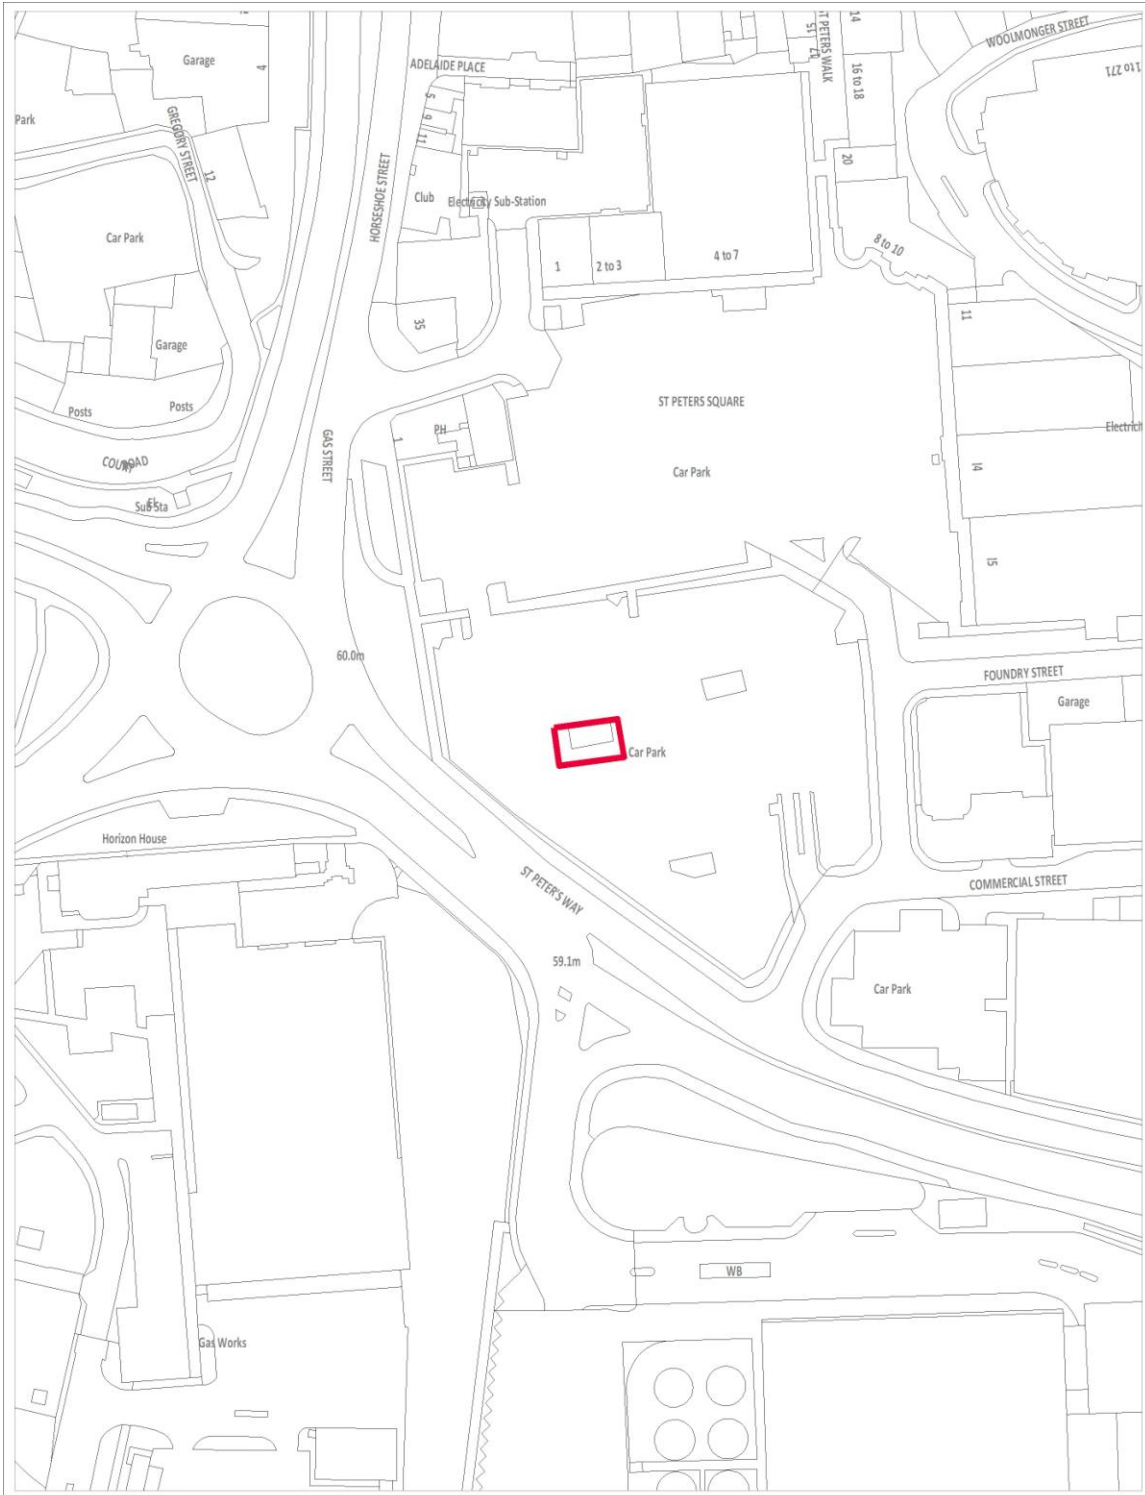 14
WOOLMONGER STREET
ST PETERS WALK
15
17
Garage
4
ADELAIDE PLACE
16 to 18
1 to 271
Park
GREGORY STREET
5
9
11
HORSESHOE STREET
12
20
Club
Electricity Sub-Station
Car Park
8 to 10
1
2 to 3
4 to 7
35
11
Garage
ST PETERS SQUARE
Posts
Posts
PH
1
GAS STREET
Car Park
14
Sub Sta
15
60.0m
FOUNDRY STREET
Garage
Car Park
Horizon House
ST PETER'S WAY
COMMERCIAL STREET
59.1m
Car Park
WB
Gas Works